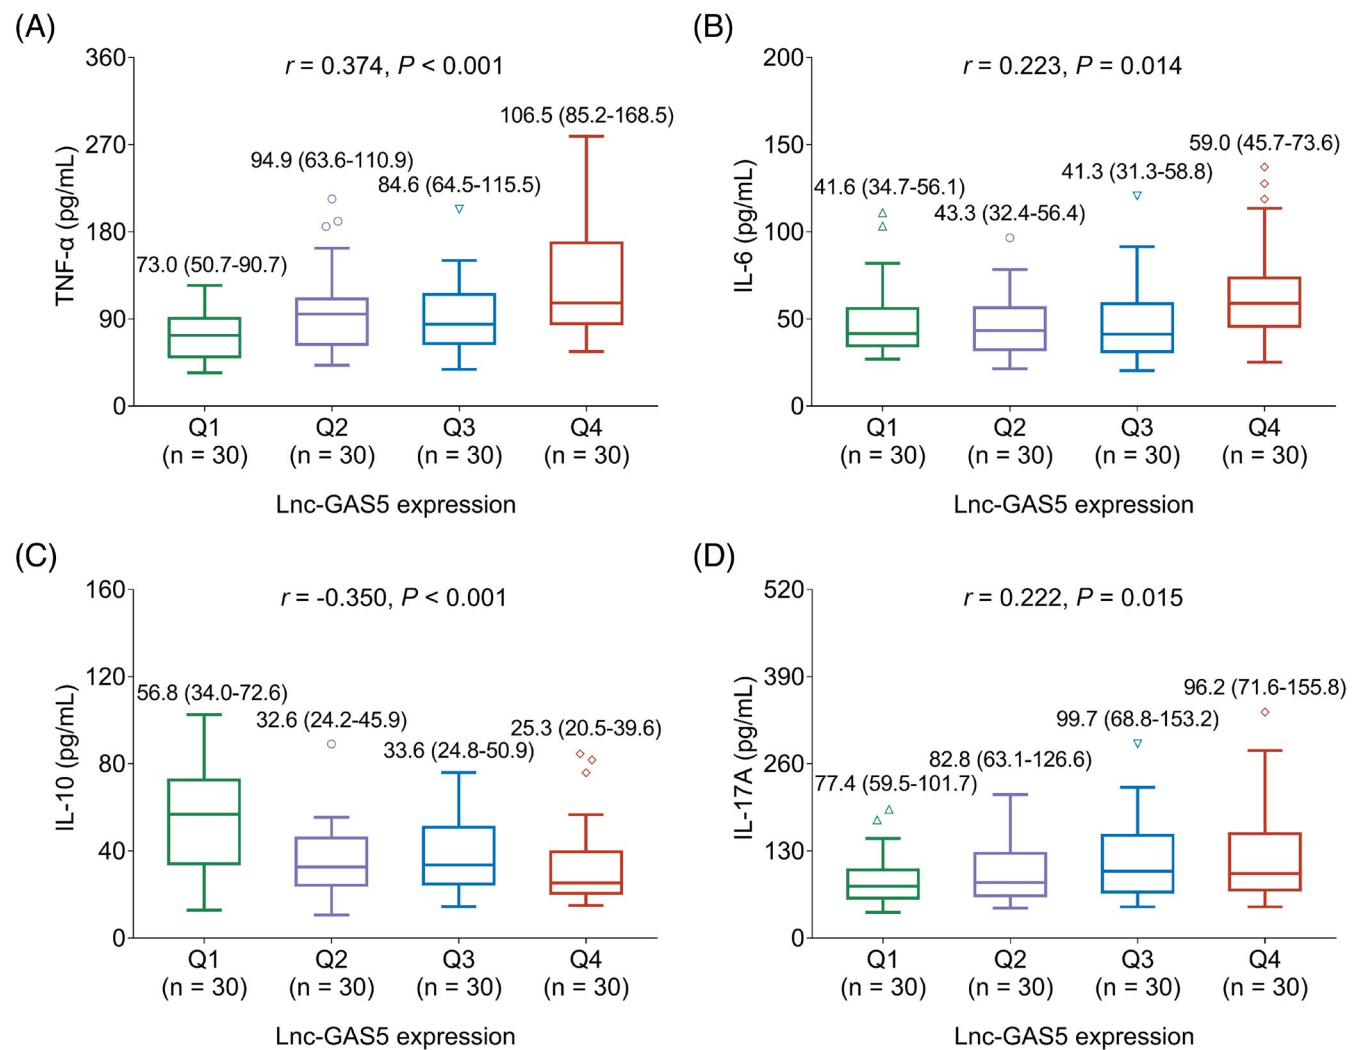 (A)
r = 0.374, P < 0.001
TNF-α (pg/mL)
360
270
180
90
0
73.0 (50.7-90.7)
94.9 (63.6-110.9)
84.6 (64.5-115.5)
106.5 (85.2-168.5)
Q1 Q2 Q3 Q4
(n = 30) (n = 30) (n = 30) (n = 30)
Lnc-GAS5 expression
(B)
r = 0.223, P = 0.014
IL-6 (pg/mL)
200
150
100
50
0
41.6 (34.7-56.1)
43.3 (32.4-56.4)
41.3 (31.3-58.8)
59.0 (45.7-73.6)
Q1 Q2 Q3 Q4
(n = 30) (n = 30) (n = 30) (n = 30)
Lnc-GAS5 expression
(C)
r = -0.350, P < 0.001
IL-10 (pg/mL)
160
120
80
40
0
56.8 (34.0-72.6)
32.6 (24.2-45.9)
33.6 (24.8-50.9)
25.3 (20.5-39.6)
Q1 Q2 Q3 Q4
(n = 30) (n = 30) (n = 30) (n = 30)
Lnc-GAS5 expression
(D)
r = 0.222, P = 0.015
IL-17A (pg/mL)
520
390
260
130
0
77.4 (59.5-101.7)
82.8 (63.1-126.6)
99.7 (68.8-153.2)
96.2 (71.6-155.8)
Q1 Q2 Q3 Q4
(n = 30) (n = 30) (n = 30) (n = 30)
Lnc-GAS5 expression